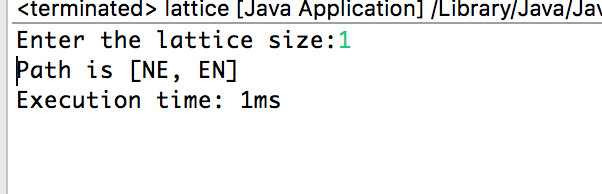 <terminated> lattice [Java Application] /Library/Java/Jav
Enter the lattice size:1
Path is [NE, EN]
Execution time: 1ms